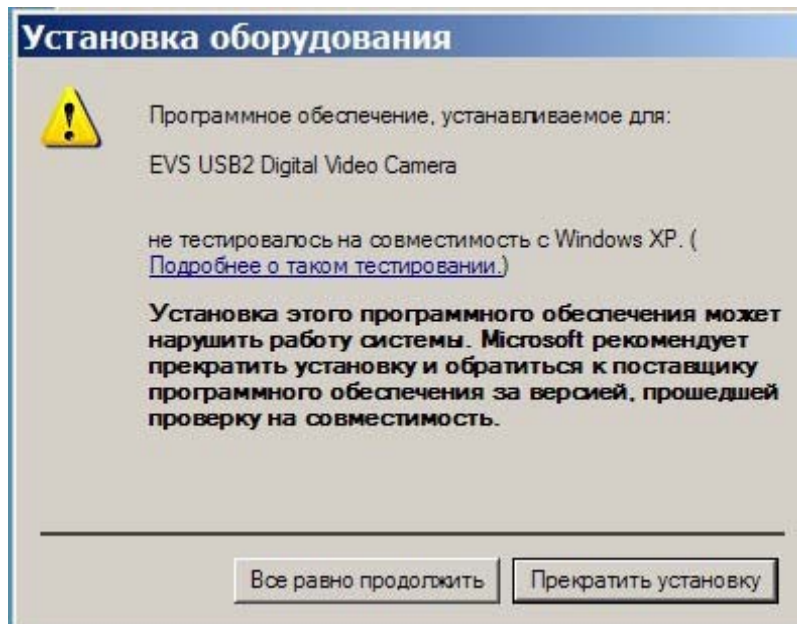 Установка оборудования
Программное обеспечение, устанавливаемое для:
EVS USB2 Digital Video Camera
не тестировалось на совместимость с Windows XP. (
Подробнее о таком тестировании.)
Установка этого программного обеспечения может
нарушить работу системы. Microsoft рекомендует
прекратить установку и обратиться к поставщику
программного обеспечения за версией, прошедшей
проверку на совместимость.
Все равно продолжить
Прекратить установку